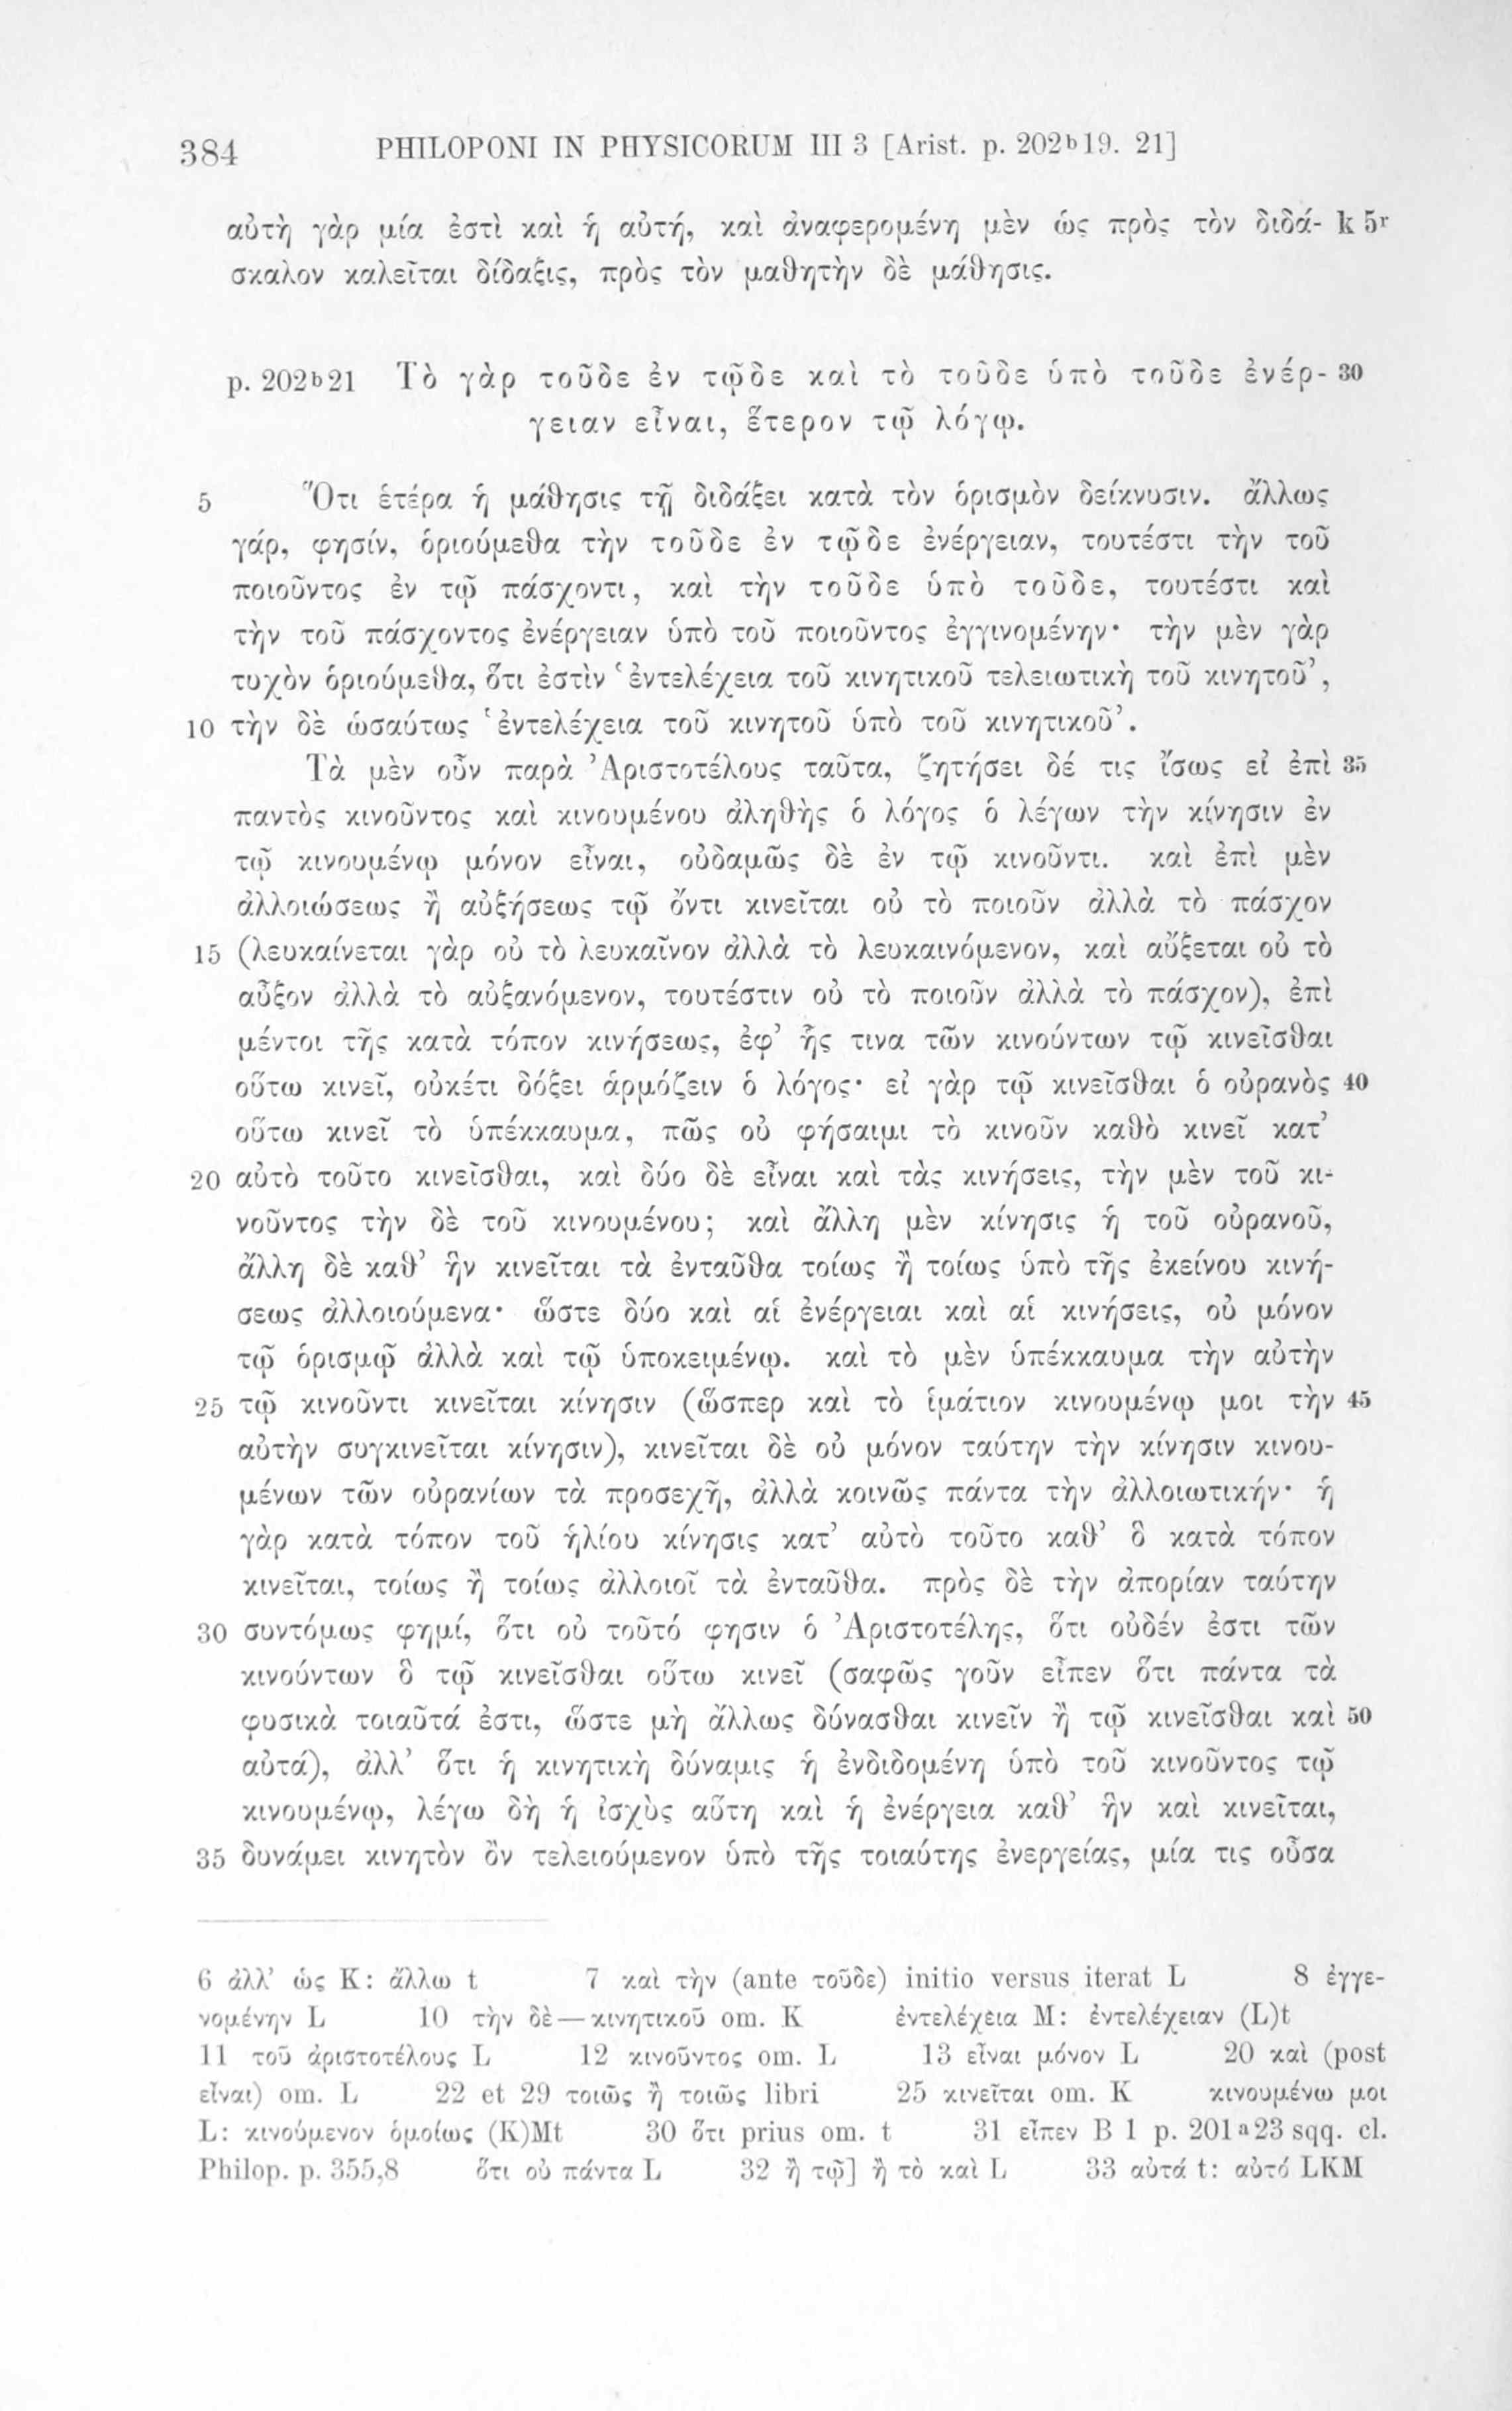 384 PHILOPONI IN PHYSICORUM III 3 [Arist. p. 202b19. 21]
αὐτὴ γὰρ μία ἐστὶ καὶ ἡ αὐτή, καὶ ἀναφερομένη μὲν ὡς πρὸς τὸν διδά- k 5r
σκαλον καλεῖται δίδαξις, πρὸς τὸν μαθητὴν δὲ μάθησις.
p. 202b21 Τὸ γὰρ τοῦδε ἐν τῷδε καὶ τὸ τοῦδε ὑπὸ τοῦδε ἐνέρ- 30
γειαν εἶναι, ἕτερον τῷ λόγῳ.
5 Ὅτι ἑτέρα ἡ μάθησις τῇ διδάξει κατὰ τὸν ὁρισμὸν δείκνυσιν. ἄλλως
γάρ, φησίν, ὁριούμεθα τὴν τοῦδε ἐν τῷδε ἐνέργειαν, τουτέστι τὴν τοῦ
ποιοῦντος ἐν τῷ πάσχοντι, καὶ τὴν τοῦδε ὑπὸ τοῦδε, τουτέστι καὶ
τὴν τοῦ πάσχοντος ἐνέργειαν ὑπὸ τοῦ ποιοῦντος ἐγγινομένην· τὴν μὲν γὰρ
τυχὸν ὁριούμεθα, ὅτι ἐστὶν ‘ἐντελέχεια τοῦ κινητικοῦ τελειωτικὴ τοῦ κινητοῦ’,
10 τὴν δὲ ὡσαύτως ‘ἐντελέχεια τοῦ κινητοῦ ὑπὸ τοῦ κινητικοῦ’.
Τὰ μὲν οὖν παρὰ Ἀριστοτέλους ταῦτα, ζητήσει δέ τις ἴσως εἰ ἐπὶ 35
παντὸς κινοῦντος καὶ κινουμένου ἀληθὴς ὁ λόγος ὁ λέγων τὴν κίνησιν ἐν
τῷ κινουμένῳ μόνον εἶναι, οὐδαμῶς δὲ ἐν τῷ κινοῦντι. καὶ ἐπὶ μὲν
ἀλλοιώσεως ἢ αὐξήσεως τῷ ὄντι κινεῖται οὐ τὸ ποιοῦν ἀλλὰ τὸ πάσχον
15 (λευκαίνεται γὰρ οὐ τὸ λευκαῖνον ἀλλὰ τὸ λευκαινόμενον, καὶ αὔξεται οὐ τὸ
αὖξον ἀλλὰ τὸ αὐξανόμενον, τουτέστιν οὐ τὸ ποιοῦν ἀλλὰ τὸ πάσχον), ἐπὶ
μέντοι τῆς κατὰ τόπον κινήσεως, ἐφ’ ἧς τινα τῶν κινούντων τῷ κινεῖσθαι
οὕτω κινεῖ, οὐκέτι δόξει ἁρμόζειν ὁ λόγος· εἰ γὰρ τῷ κινεῖσθαι ὁ οὐρανὸς 40
οὕτω κινεῖ τὸ ὑπέκκαυμα, πῶς οὐ φήσαιμι τὸ κινοῦν καθὸ κινεῖ κατ’
20 αὐτὸ τοῦτο κινεῖσθαι, καὶ δύο δὲ εἶναι καὶ τὰς κινήσεις, τὴν μὲν τοῦ κι-
νοῦντος τὴν δὲ τοῦ κινουμένου; καὶ ἄλλη μὲν κίνησις ἡ τοῦ οὐρανοῦ,
ἄλλη δὲ καθ’ ἣν κινεῖται τὰ ἐνταῦθα τοίως ἢ τοίως ὑπὸ τῆς ἐκείνου κινή-
σεως ἀλλοιούμενα· ὥστε δύο καὶ αἱ ἐνέργειαι καὶ αἱ κινήσεις, οὐ μόνον
τῷ ὁρισμῷ ἀλλὰ καὶ τῷ ὑποκειμένῳ. καὶ τὸ μὲν ὑπέκκαυμα τὴν αὐτὴν
25 τῷ κινοῦντι κινεῖται κίνησιν (ὥσπερ καὶ τὸ ἱμάτιον κινουμένῳ μοι τὴν 45
αὐτὴν συγκινεῖται κίνησιν), κινεῖται δὲ οὐ μόνον ταύτην τὴν κίνησιν κινου-
μένων τῶν οὐρανίων τὰ προσεχῆ, ἀλλὰ κοινῶς πάντα τὴν ἀλλοιωτικήν· ἡ
γὰρ κατὰ τόπον τοῦ ἡλίου κίνησις κατ’ αὐτὸ τοῦτο καθ’ ὃ κατὰ τόπον
κινεῖται, τοίως ἢ τοίως ἀλλοιοῖ τὰ ἐνταῦθα. πρὸς δὲ τὴν ἀπορίαν ταύτην
30 συντόμως φημί, ὅτι οὐ τοῦτό φησιν ὁ Ἀριστοτέλης, ὅτι οὐδέν ἐστι τῶν
κινούντων ὃ τῷ κινεῖσθαι οὕτω κινεῖ (σαφῶς γοῦν εἶπεν ὅτι πάντα τὰ
φυσικὰ τοιαῦτά ἐστι, ὥστε μὴ ἄλλως δύνασθαι κινεῖν ἢ τῷ κινεῖσθαι καὶ 50
αὐτά), ἀλλ’ ὅτι ἡ κινητικὴ δύναμις ἡ ἐνδιδομένη ὑπὸ τοῦ κινοῦντος τῷ
κινουμένῳ, λέγω δὴ ἡ ἰσχὺς αὕτη καὶ ἡ ἐνέργεια καθ’ ἣν καὶ κινεῖται,
35 δυνάμει κινητὸν ὂν τελειούμενον ὑπὸ τῆς τοιαύτης ἐνεργείας, μία τις οὖσα
6 ἀλλ’ ὡς K: ἄλλω t 7 καὶ τὴν (ante τοῦδε) initio versus iterat L 8 ἐγγε-
νομένην L 10 τὴν δὲ—κινητικοῦ om. K ἐντελέχεια M: ἐντελέχειαν (L)t
11 τοῦ ἀριστοτέλους L 12 κινοῦντος om. L 13 εἶναι μόνον L 20 καὶ (post
εἶναι) om. L 22 et 29 τοιῶς ἢ τοιῶς libri 25 κινεῖται om. K κινουμένω μοι
L: κινούμενον ὁμοίως (K)Mt 30 ὅτι prius om. t 31 εἶπεν B 1 p. 201a23 sqq. cl.
Philop. p. 355,8 ὅτι οὐ πάντα L 32 ἢ τῷ] ἢ τὸ καὶ L 33 αὐτά t: αὐτό LKM